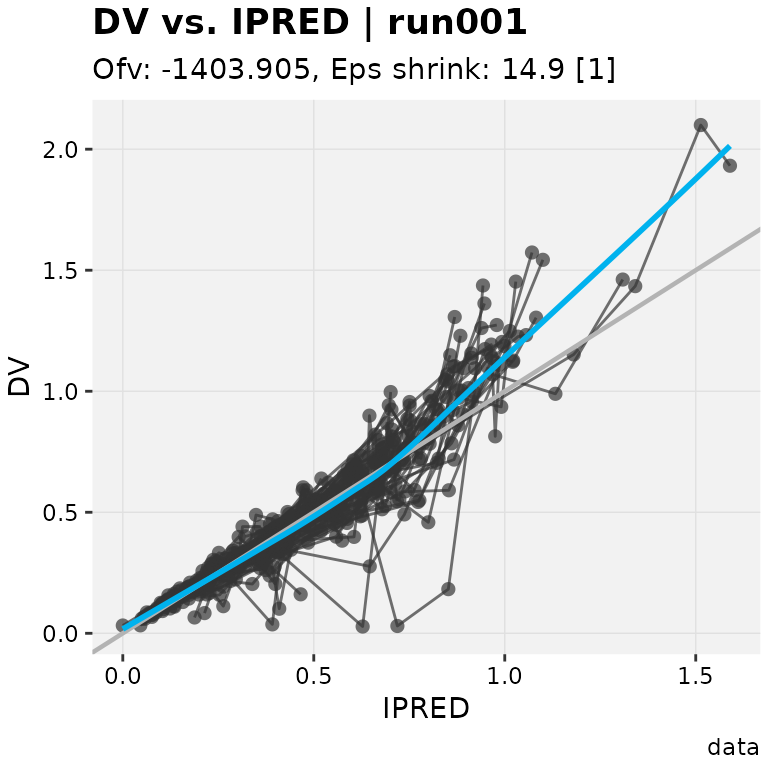 DV vs. IPRED | run001
Ofv: -1403.905, Eps shrink: 14.9 [1]
2.0
1.5
1.0
0.5
0.0
DV
0.0 0.5 1.0 1.5
IPRED
data